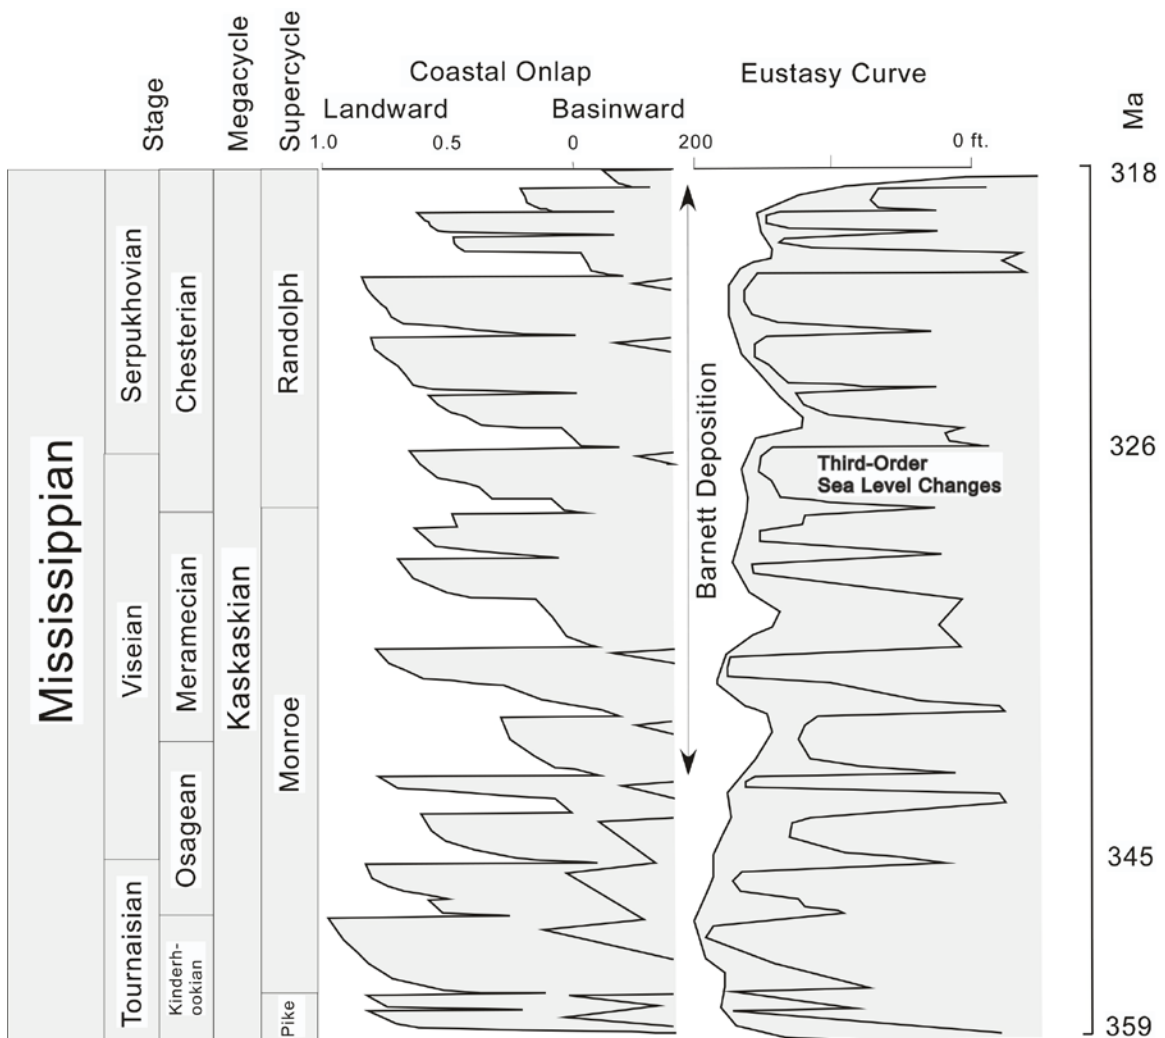 Stage
Megacycle
Supercycle
Coastal Onlap
Landward
Basinward
1.0
0.5
0
Eustasy Curve
200
0 ft.
Ma
318
326
345
359
Mississippian
Serpukhovian
Viseian
Tournaisian
Chesterian
Meramecian
Osagean
Kinderh-
ookian
Kaskaskian
Randolph
Monroe
Pike
Barnett Deposition
Third-Order
Sea Level Changes